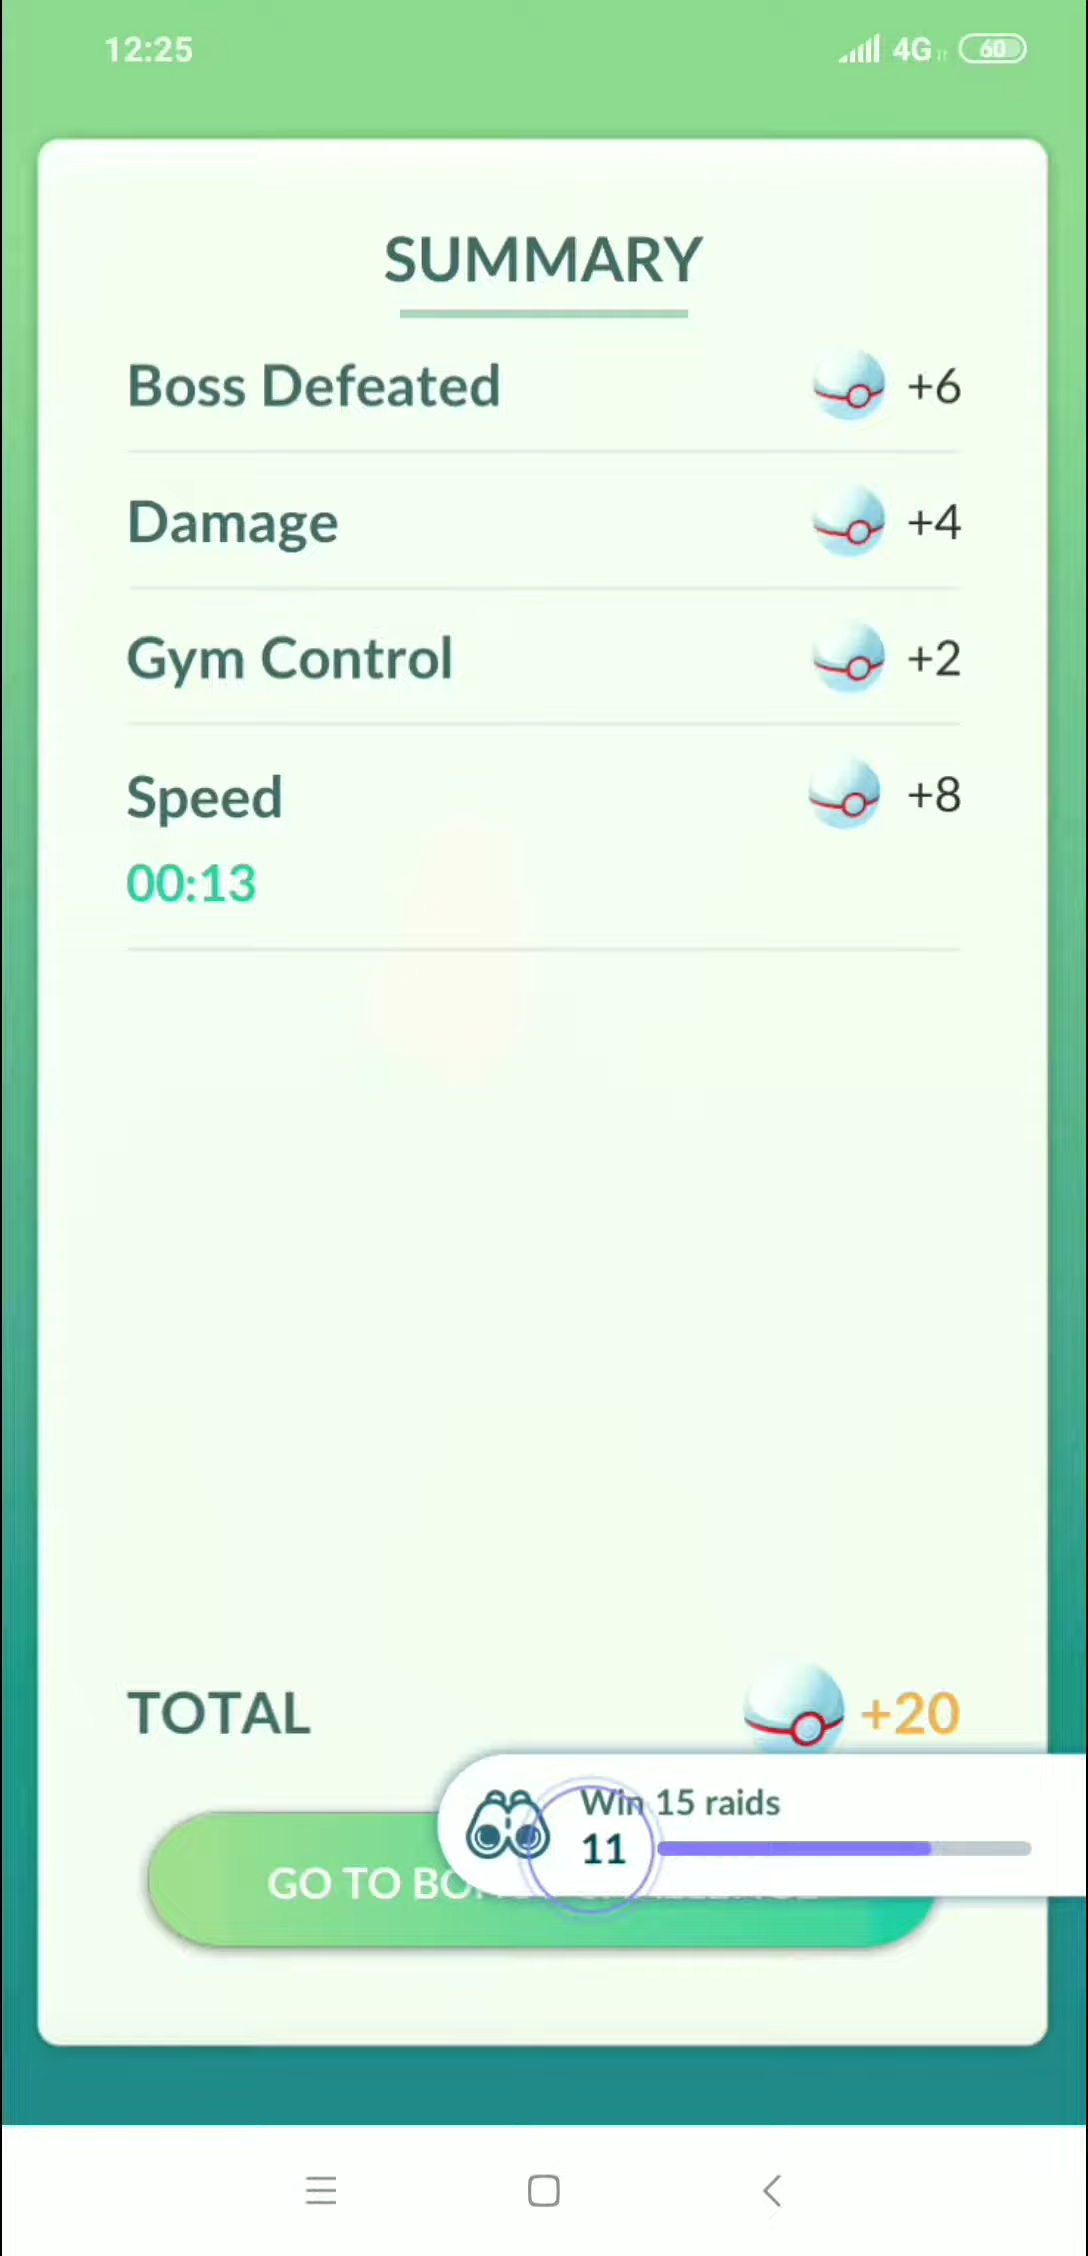 12:25
4G
60
SUMMARY
Boss Defeated +6
Damage +4
Gym Control +2
Speed +8
00:13
TOTAL +20
Win 15 raids
11
GO TO